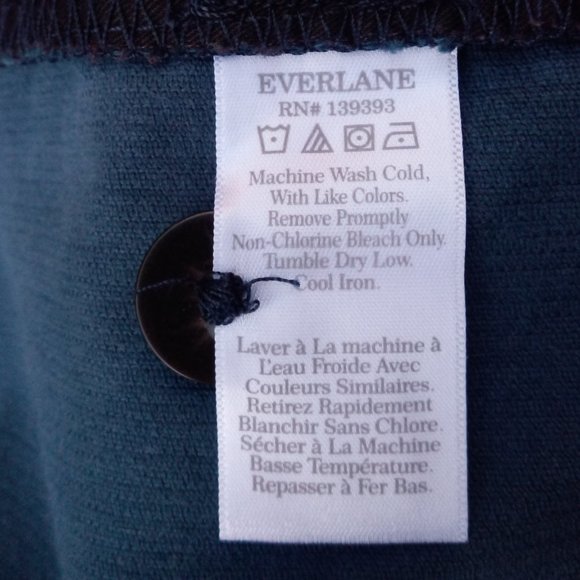 EVERLANE
RN# 139393
Machine Wash Cold,
With Like Colors.
Remove Promptly
Non-Chlorine Bleach Only.
Tumble Dry Low.
Cool Iron.
Laver à La machine à
L'eau Froide Avec
Couleurs Similaires.
Retirez Rapidement
Blanchir Sans Chlore.
Sécher à La Machine
Basse Température.
Repasser à Fer Bas.